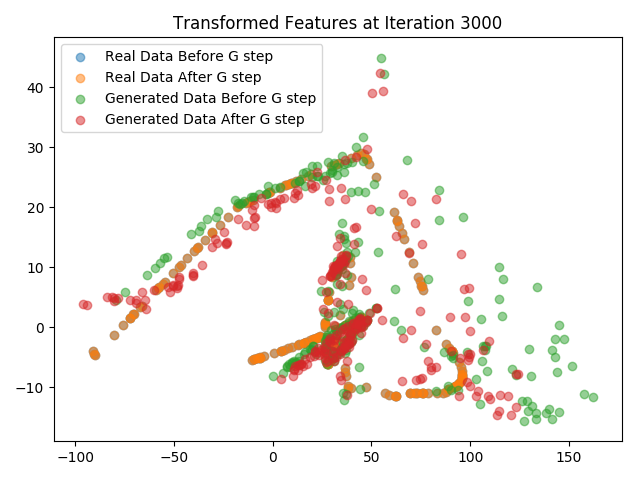 Transformed Features at Iteration 3000
Real Data Before G step
Real Data After G step
Generated Data Before G step
Generated Data After G step
40
30
20
10
0
−10
−100
−50
0
50
100
150